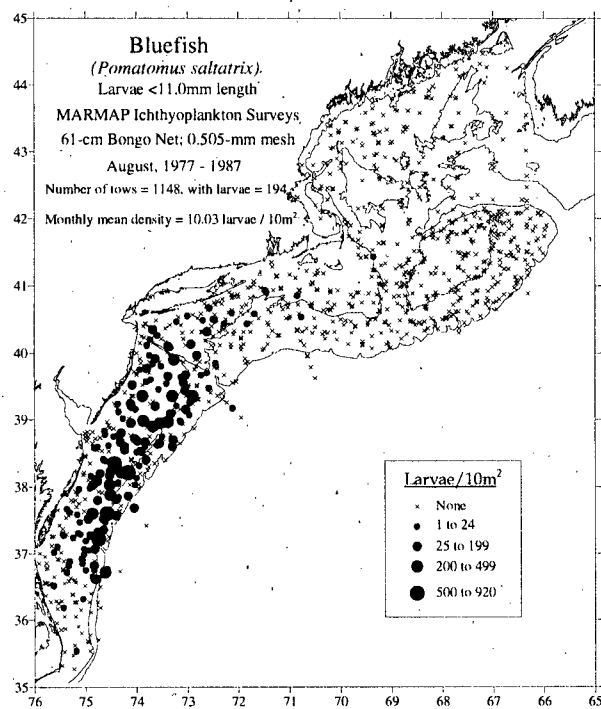 Bluefish
(Pomatomus saltatrix)
Larvae <11.0mm length
MARMAP Ichthyoplankton Surveys
61-cm Bongo Net; 0.505-mm mesh
August, 1977 - 1987
Number of tows = 1148, with larvae = 194
Monthly mean density = 10.03 larvae / 10m²
45
44
43
42
41
40
39
38
37
36
35
Larvae/10m²
None
1 to 24
25 to 199
200 to 499
500 to 920
76 75 74 73 72 71 70 69 68 67 66 65